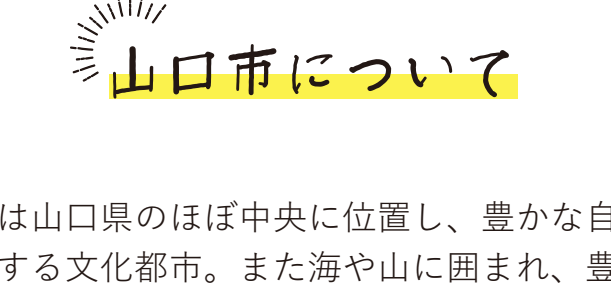 山口市について
は山口県のほぼ中央に位置し、豊かな自
する文化都市。また海や山に囲まれ、豊